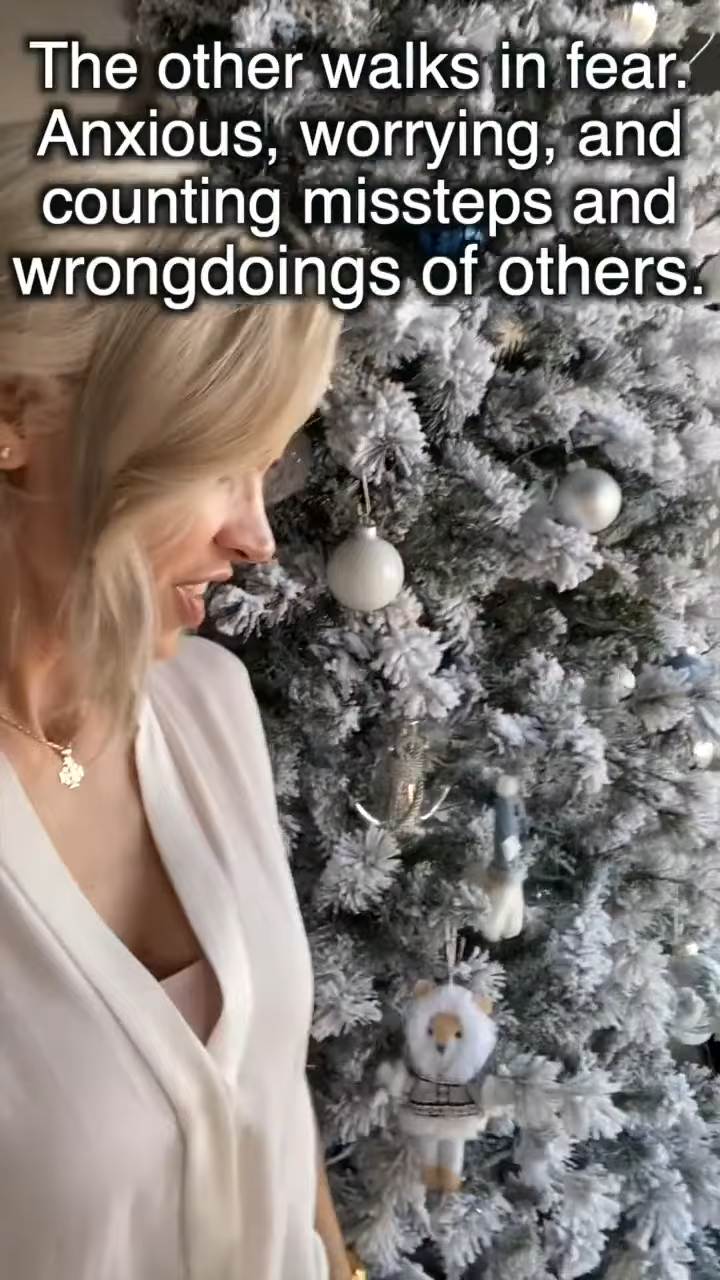 The other walks in fear.
Anxious, worrying, and
counting missteps and
wrongdoings of others.